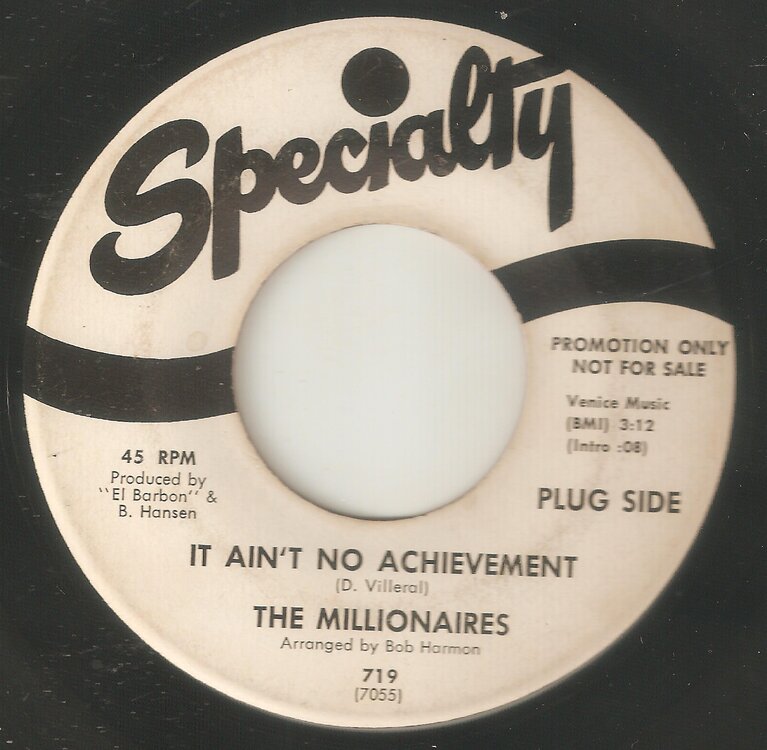 Specialty
PROMOTION ONLY
NOT FOR SALE
Venice Music
(BMI) 3:12
(Intro :08)
PLUG SIDE
45 RPM
Produced by
"El Barbon" &
B. Hansen
IT AIN'T NO ACHIEVEMENT
(D. Villeral)
THE MILLIONAIRES
Arranged by Bob Harmon
719
(7055)